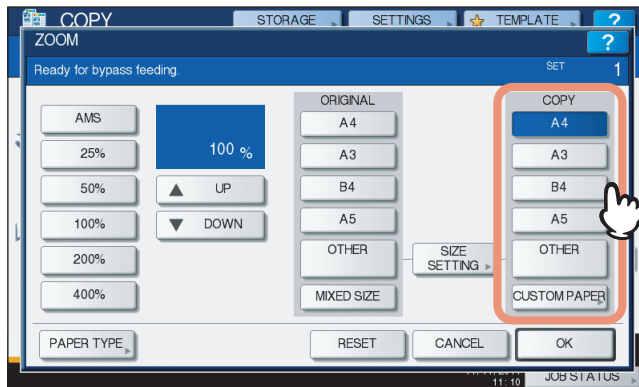 COPY STORAGE SETTINGS TEMPLATE ?
ZOOM ?
Ready for bypass feeding. SET 1
AMS
25%
50%
100%
200%
400%
100 %
UP
DOWN
ORIGINAL
A4
A3
B4
A5
OTHER
MIXED SIZE
SIZE
SETTING
COPY
A4
A3
B4
A5
OTHER
CUSTOM PAPER
PAPER TYPE RESET CANCEL OK
11:10 JOB STATUS